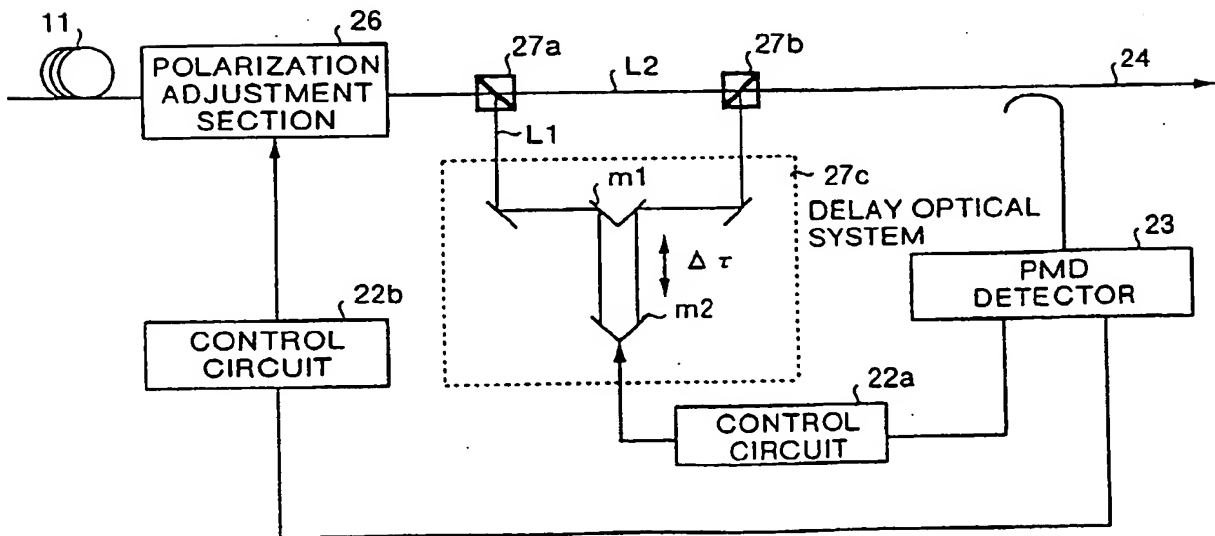 11
26
POLARIZATION
ADJUSTMENT
SECTION
27a
L2
27b
24
L1
m1
27c
DELAY OPTICAL
SYSTEM
Δτ
m2
23
PMD
DETECTOR
22b
CONTROL
CIRCUIT
22a
CONTROL
CIRCUIT